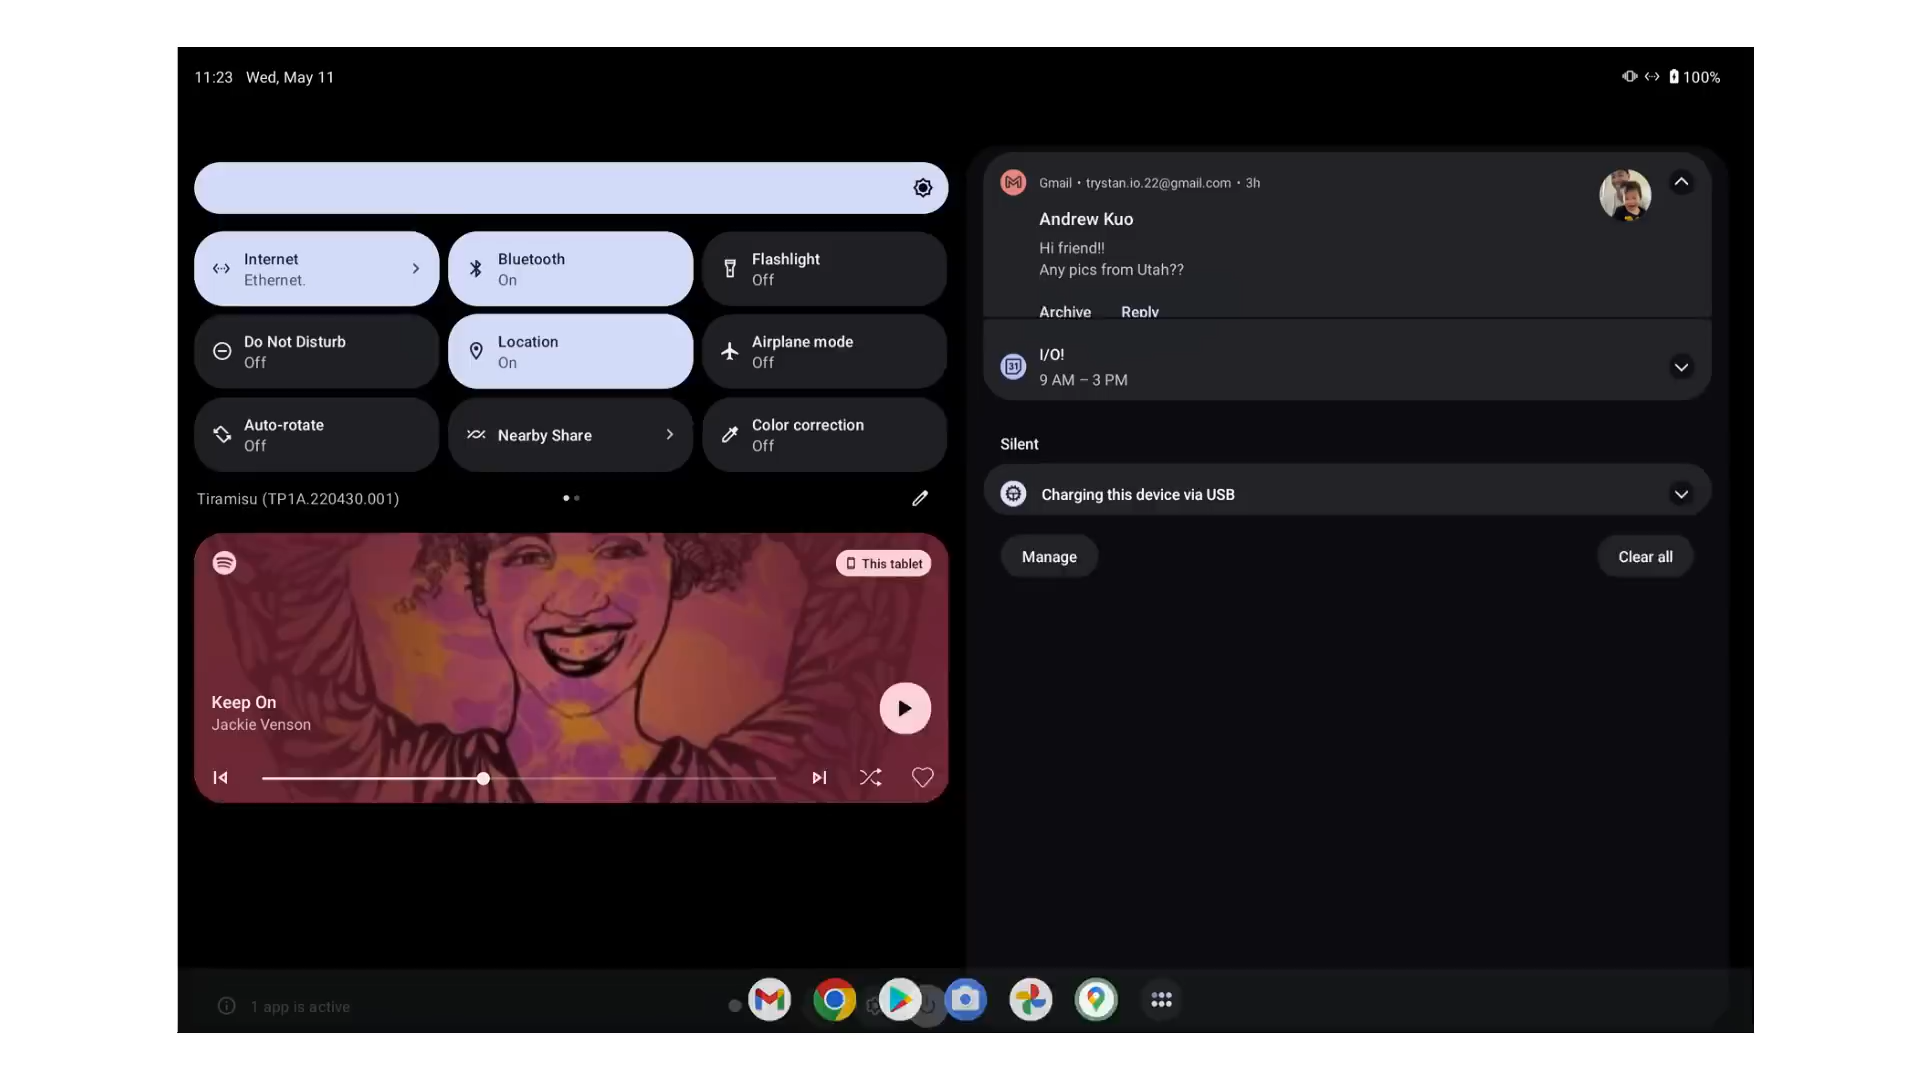 11:23 Wed, May 11
100%
Internet
Ethernet.
Bluetooth
On
Flashlight
Off
Do Not Disturb
Off
Location
On
Airplane mode
Off
Auto-rotate
Off
Nearby Share
Color correction
Off
Tiramisu (TP1A.220430.001)
This tablet
Keep On
Jackie Venson
Gmail • trystan.io.22@gmail.com • 3h
Andrew Kuo
Hi friend!!
Any pics from Utah??
Archive Reply
31
I/O!
9 AM – 3 PM
Silent
Charging this device via USB
Manage
Clear all
1 app is active